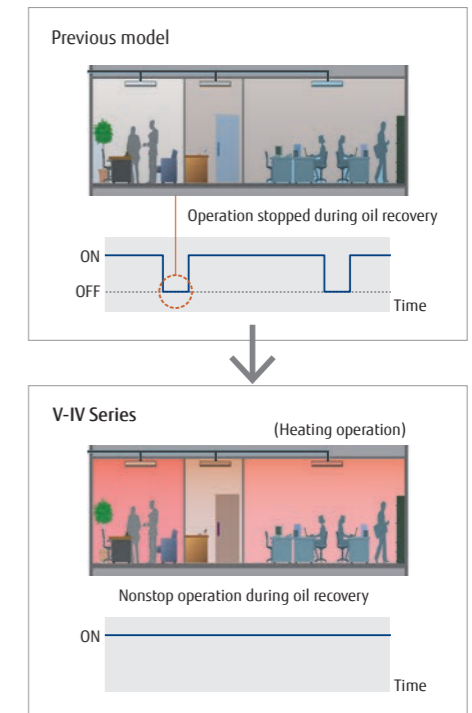 Previous model
Operation stopped during oil recovery
ON
OFF
Time
V-IV Series
(Heating operation)
Nonstop operation during oil recovery
ON
Time